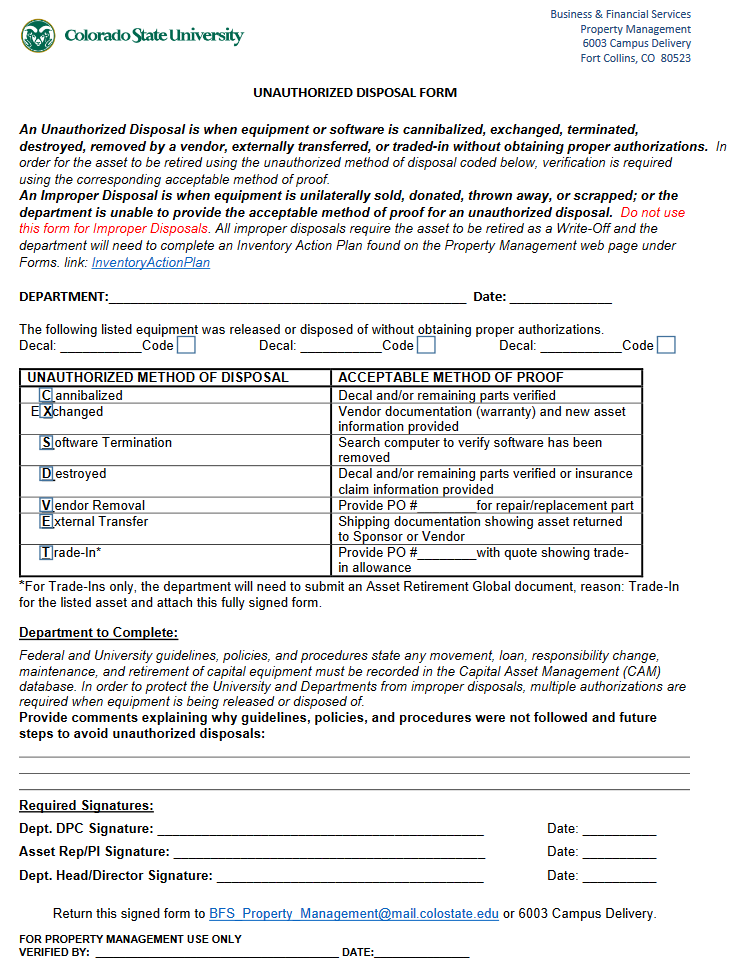 Colorado State University
Business & Financial Services
Property Management
6003 Campus Delivery
Fort Collins, CO 80523
UNAUTHORIZED DISPOSAL FORM
An Unauthorized Disposal is when equipment or software is cannibalized, exchanged, terminated,
destroyed, removed by a vendor, externally transferred, or traded-in without obtaining proper authorizations. In
order for the asset to be retired using the unauthorized method of disposal coded below, verification is required
using the corresponding acceptable method of proof.
An Improper Disposal is when equipment is unilaterally sold, donated, thrown away, or scrapped; or the
department is unable to provide the acceptable method of proof for an unauthorized disposal. Do not use
this form for Improper Disposals. All improper disposals require the asset to be retired as a Write-Off and the
department will need to complete an Inventory Action Plan found on the Property Management web page under
Forms. link: InventoryActionPlan
DEPARTMENT:________________________________________________ Date: ______________
The following listed equipment was released or disposed of without obtaining proper authorizations.
Decal: ___________Code Decal: ___________Code Decal: ___________Code
UNAUTHORIZED METHOD OF DISPOSAL ACCEPTABLE METHOD OF PROOF
Cannibalized Decal and/or remaining parts verified
EXchanged Vendor documentation (warranty) and new asset
information provided
Software Termination Search computer to verify software has been
removed
Destroyed Decal and/or remaining parts verified or insurance
claim information provided
Vendor Removal Provide PO #________for repair/replacement part
External Transfer Shipping documentation showing asset returned
to Sponsor or Vendor
Trade-In* Provide PO #________with quote showing trade-
in allowance
*For Trade-Ins only, the department will need to submit an Asset Retirement Global document, reason: Trade-In
for the listed asset and attach this fully signed form.
Department to Complete:
Federal and University guidelines, policies, and procedures state any movement, loan, responsibility change,
maintenance, and retirement of capital equipment must be recorded in the Capital Asset Management (CAM)
database. In order to protect the University and Departments from improper disposals, multiple authorizations are
required when equipment is being released or disposed of.
Provide comments explaining why guidelines, policies, and procedures were not followed and future
steps to avoid unauthorized disposals:
Required Signatures:
Dept. DPC Signature: ____________________________________________ Date: __________
Asset Rep/PI Signature: __________________________________________ Date: __________
Dept. Head/Director Signature: ____________________________________ Date: __________
Return this signed form to BFS_Property_Management@mail.colostate.edu or 6003 Campus Delivery.
FOR PROPERTY MANAGEMENT USE ONLY
VERIFIED BY: ______________________________________ DATE:_______________